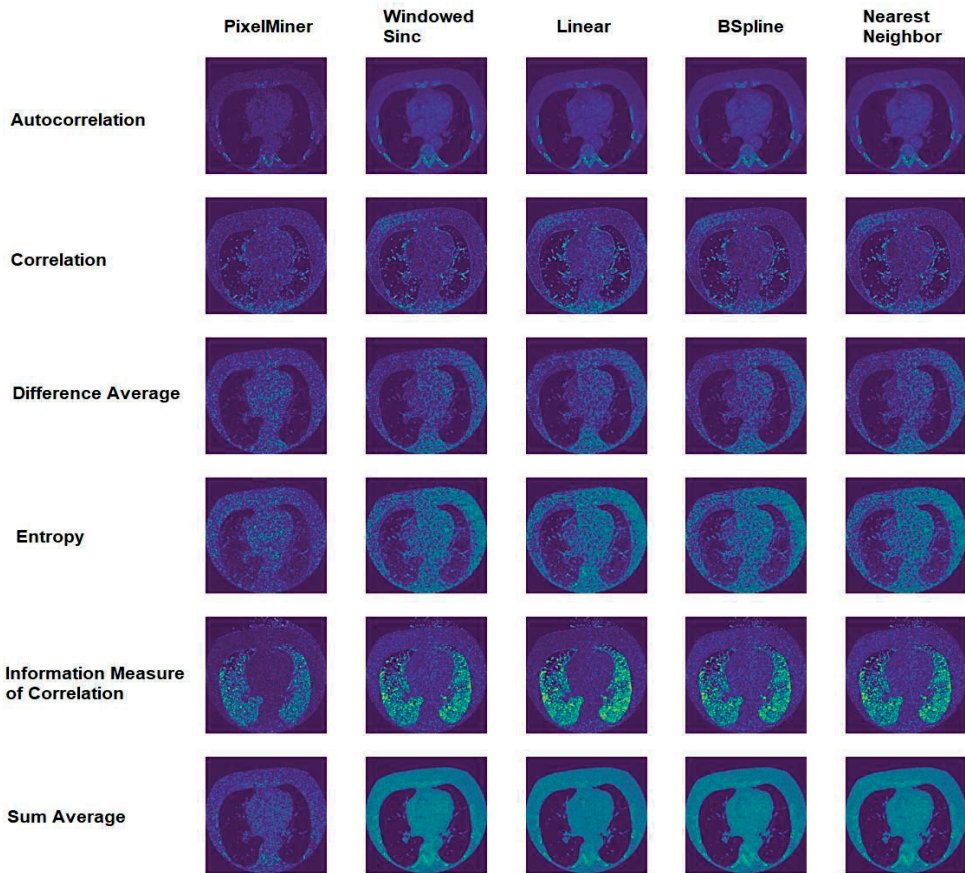 PixelMiner
Windowed
Sinc
Linear
BSpline
Nearest
Neighbor
Autocorrelation
Correlation
Difference Average
Entropy
Information Measure
of Correlation
Sum Average